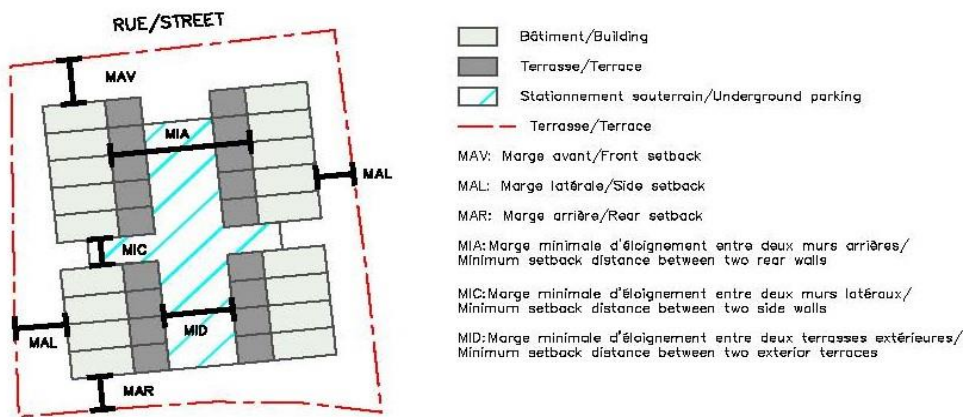 RUE/STREET
MAV
MIA
MAL
MIC
MID
MAL
MAR
Bâtiment/Building
Terrasse/Terrace
Stationnement souterrain/Underground parking
Terrasse/Terrace
MAV: Marge avant/Front setback
MAL: Marge latérale/Side setback
MAR: Marge arrière/Rear setback
MIA: Marge minimale d'éloignement entre deux murs arrières/
Minimum setback distance between two rear walls
MIC: Marge minimale d'éloignement entre deux murs latéraux/
Minimum setback distance between two side walls
MID: Marge minimale d'éloignement entre deux terrasses extérieures/
Minimum setback distance between two exterior terraces